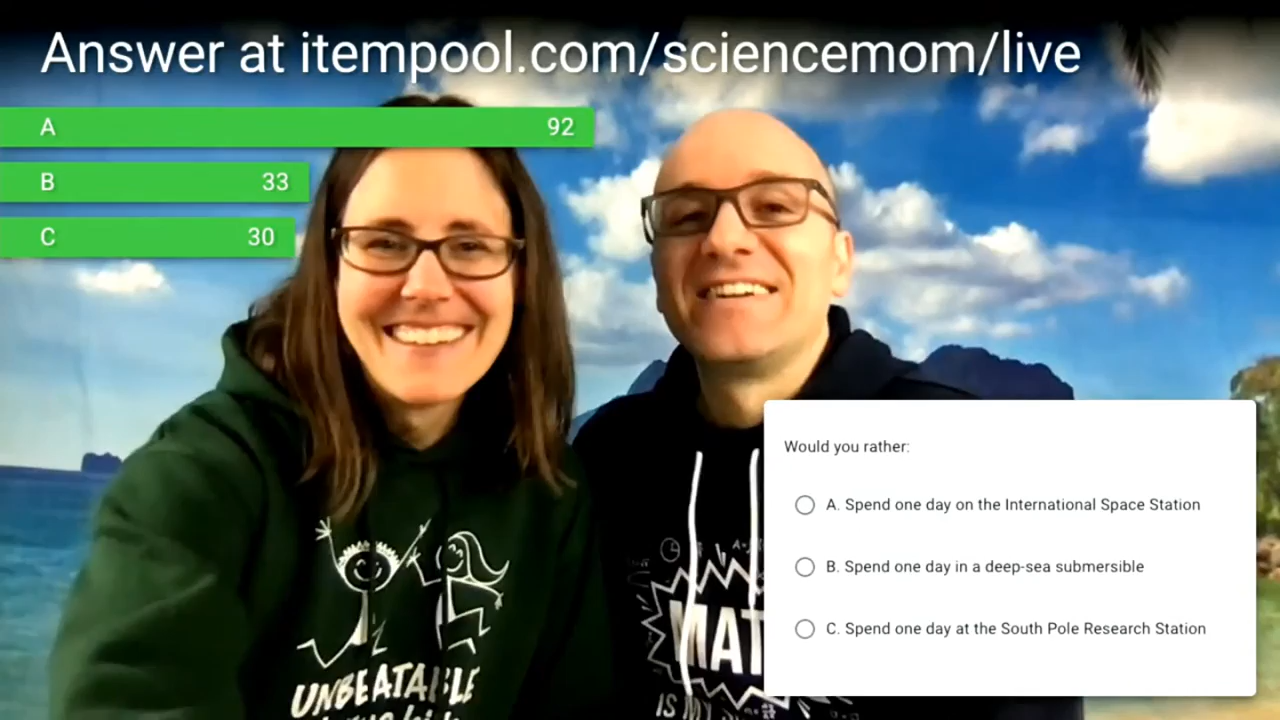 Answer at itempool.com/sciencemom/live
A 92
B 33
C 30
Would you rather:
A. Spend one day on the International Space Station
B. Spend one day in a deep-sea submersible
C. Spend one day at the South Pole Research Station
UNBEATABLE
MAT
IS MY